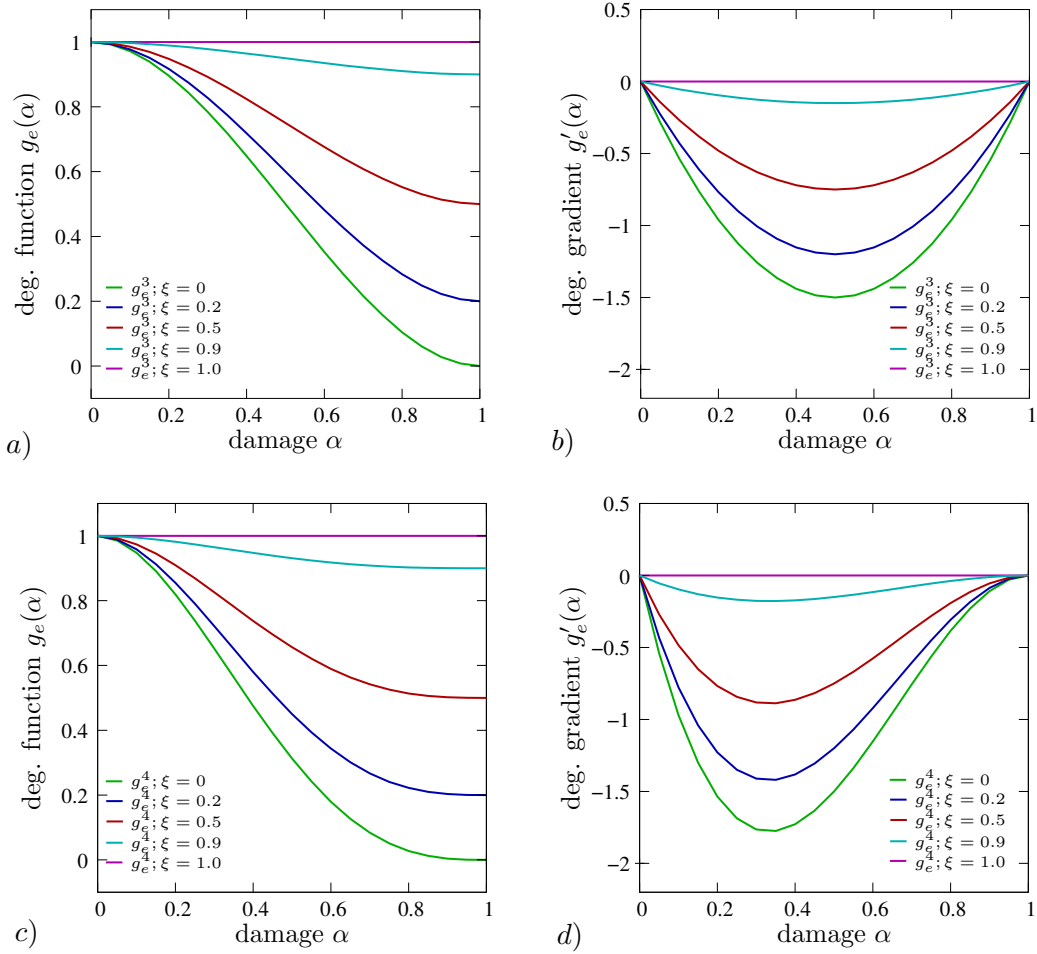 deg. function g_e(α)
1
0.8
0.6
0.4
0.2
0
g_e^3; ξ = 0
g_e^3; ξ = 0.2
g_e^3; ξ = 0.5
g_e^3; ξ = 0.9
g_e^3; ξ = 1.0
0 0.2 0.4 0.6 0.8 1
damage α
a)
deg. gradient g'_e(α)
0.5
0
−0.5
−1
−1.5
−2
g_e^3; ξ = 0
g_e^3; ξ = 0.2
g_e^3; ξ = 0.5
g_e^3; ξ = 0.9
g_e^3; ξ = 1.0
0 0.2 0.4 0.6 0.8 1
damage α
b)
deg. function g_e(α)
1
0.8
0.6
0.4
0.2
0
g_e^4; ξ = 0
g_e^4; ξ = 0.2
g_e^4; ξ = 0.5
g_e^4; ξ = 0.9
g_e^4; ξ = 1.0
0 0.2 0.4 0.6 0.8 1
damage α
c)
deg. gradient g'_e(α)
0.5
0
−0.5
−1
−1.5
−2
g_e^4; ξ = 0
g_e^4; ξ = 0.2
g_e^4; ξ = 0.5
g_e^4; ξ = 0.9
g_e^4; ξ = 1.0
0 0.2 0.4 0.6 0.8 1
damage α
d)